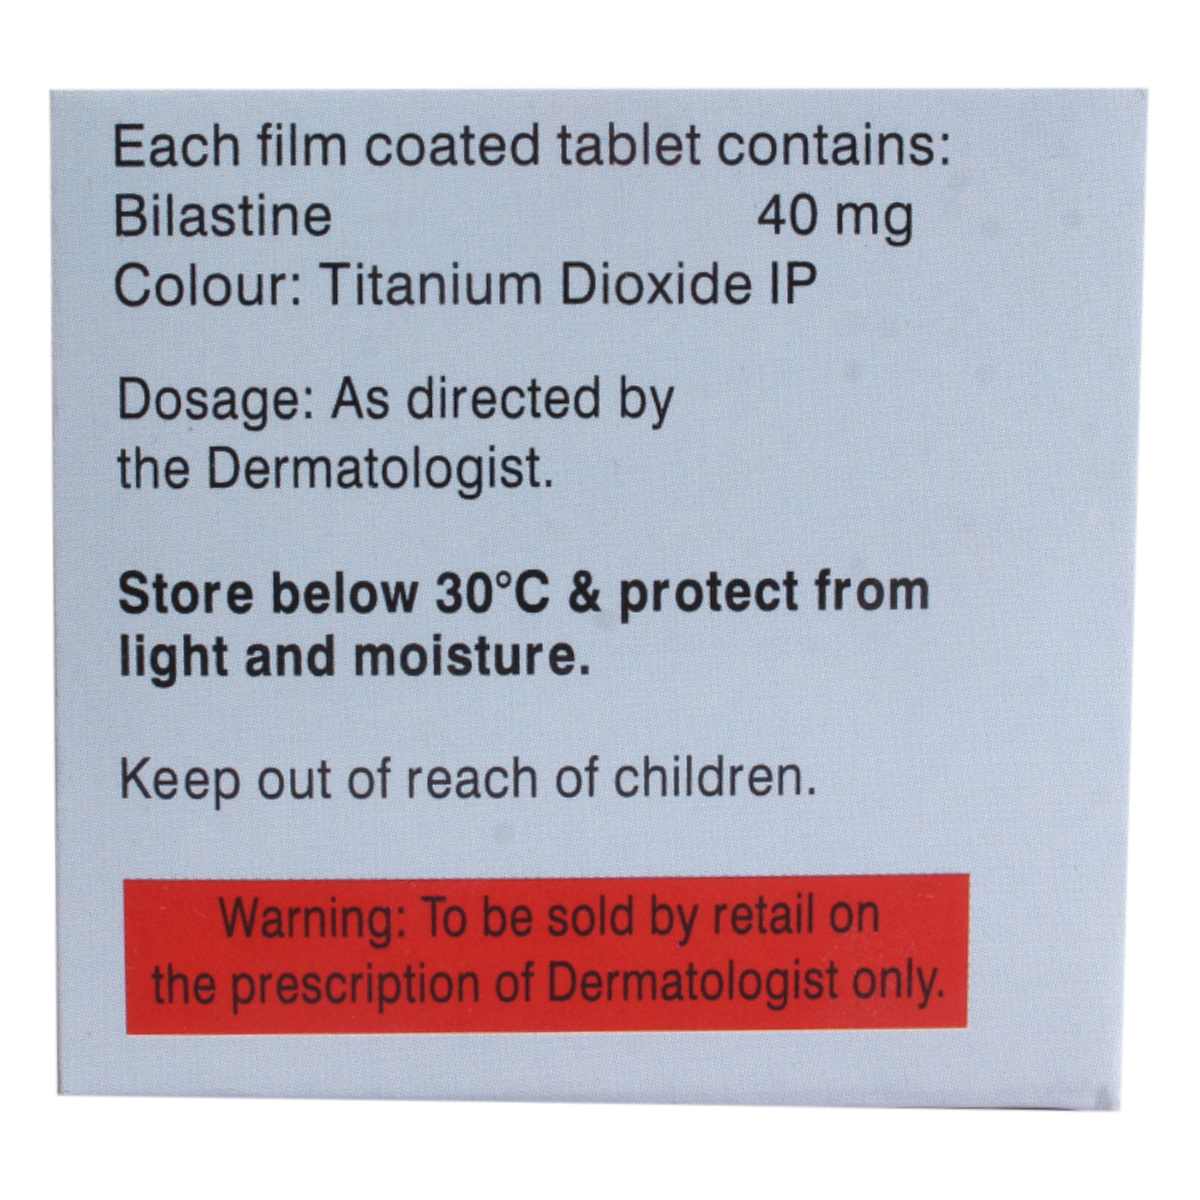 Each film coated tablet contains:
Bilastine 40 mg
Colour: Titanium Dioxide IP
Dosage: As directed by
the Dermatologist.
Store below 30°C & protect from
light and moisture.
Keep out of reach of children.
Warning: To be sold by retail on
the prescription of Dermatologist only.